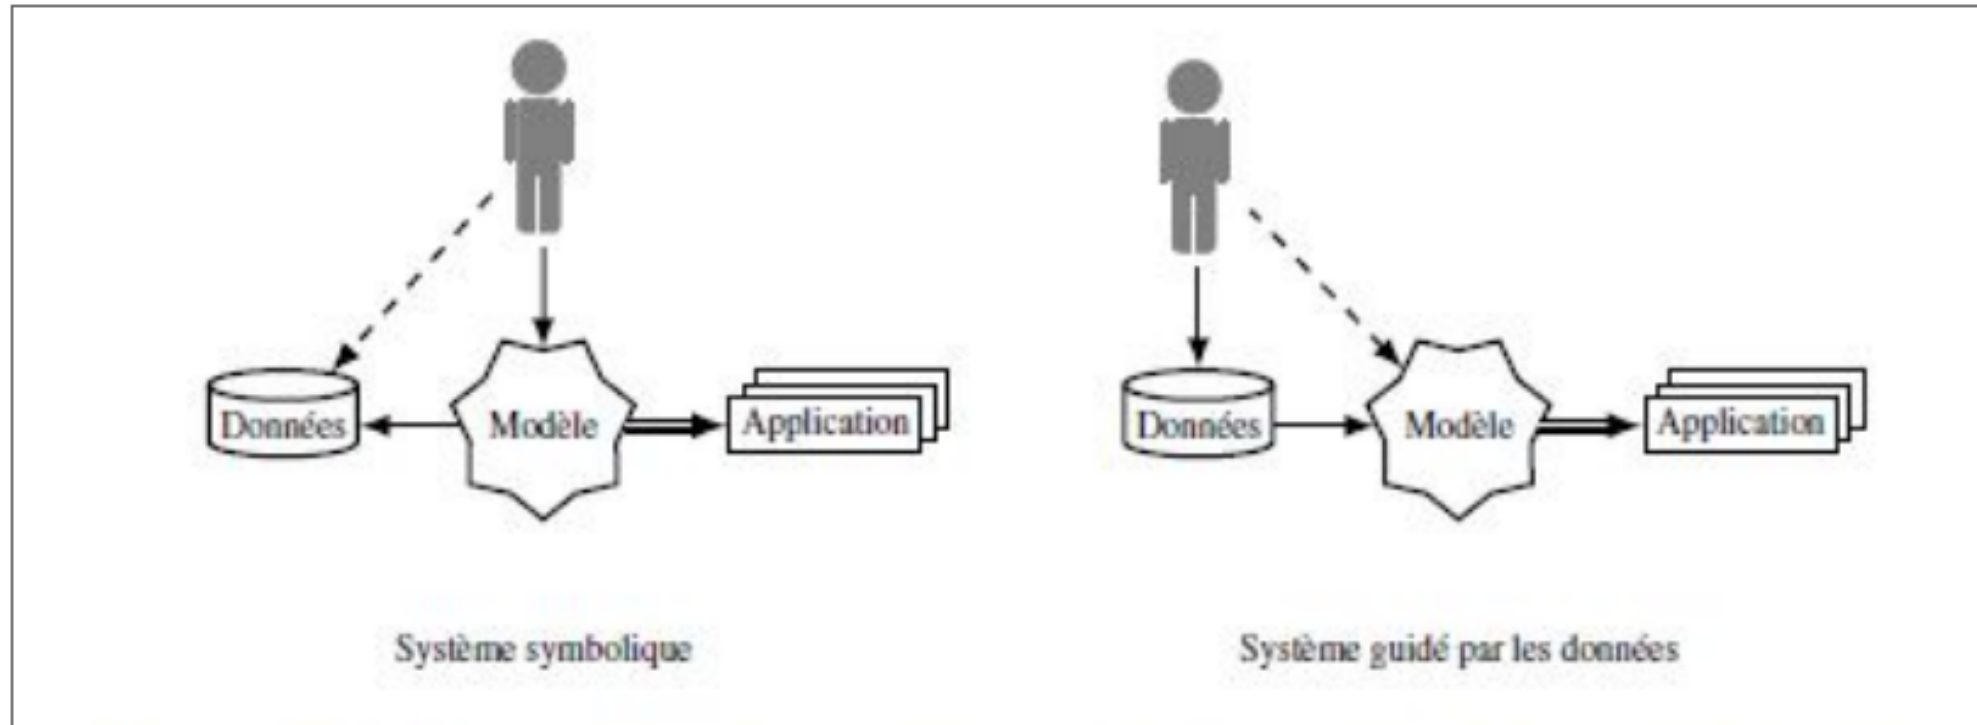 Données
Modèle
Application
Données
Modèle
Application
Système symbolique
Système guidé par les données